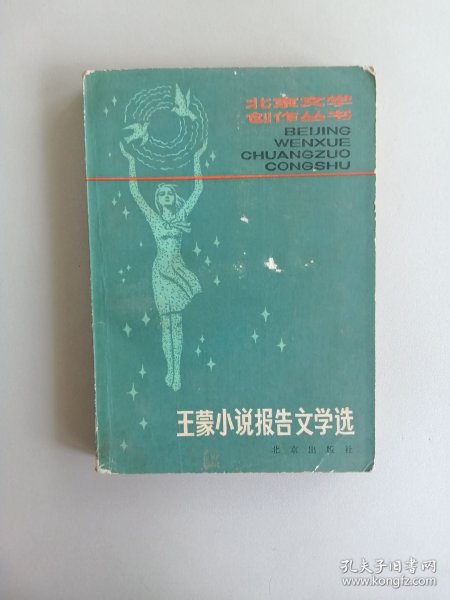 北京文学
创作丛书
BEIJING
WENXUE
CHUANGZUO
CONGSHU
王蒙小说报告文学选
北京出版社
孔夫子旧书网
www.kongfz.com